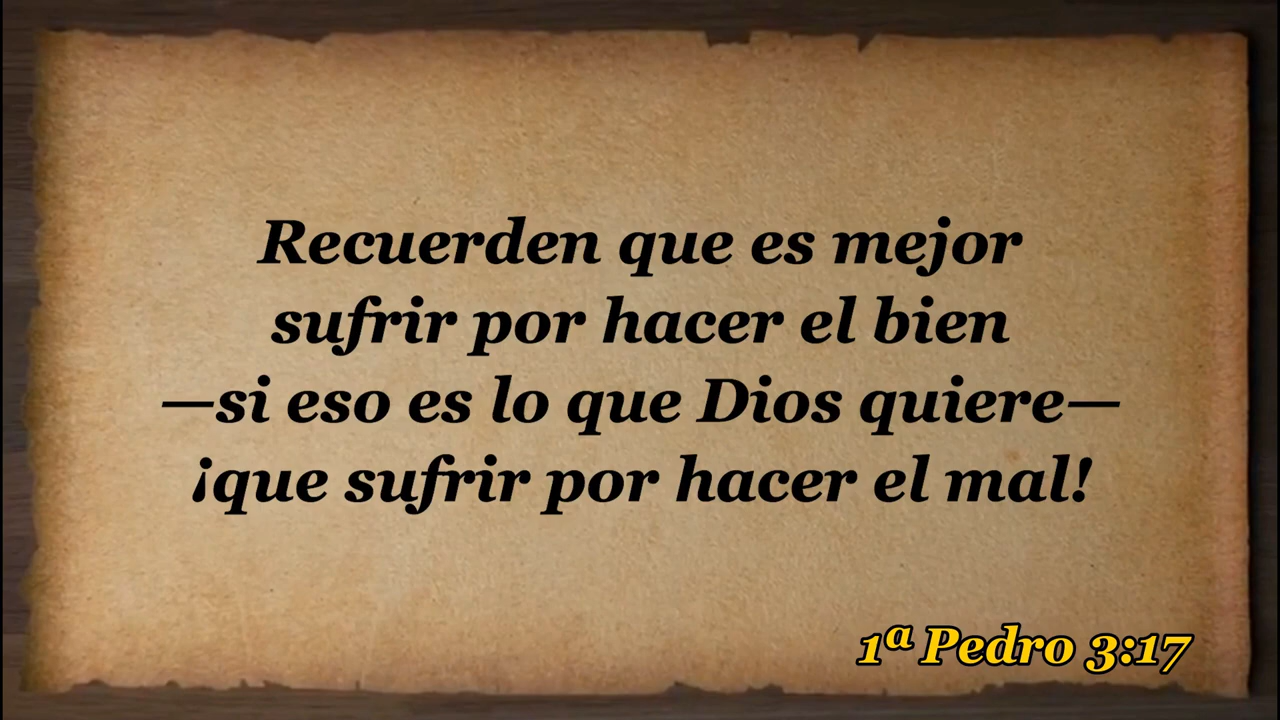 Recuerden que es mejor
sufrir por hacer el bien
—si eso es lo que Dios quiere—
¡que sufrir por hacer el mal!
1ª Pedro 3:17